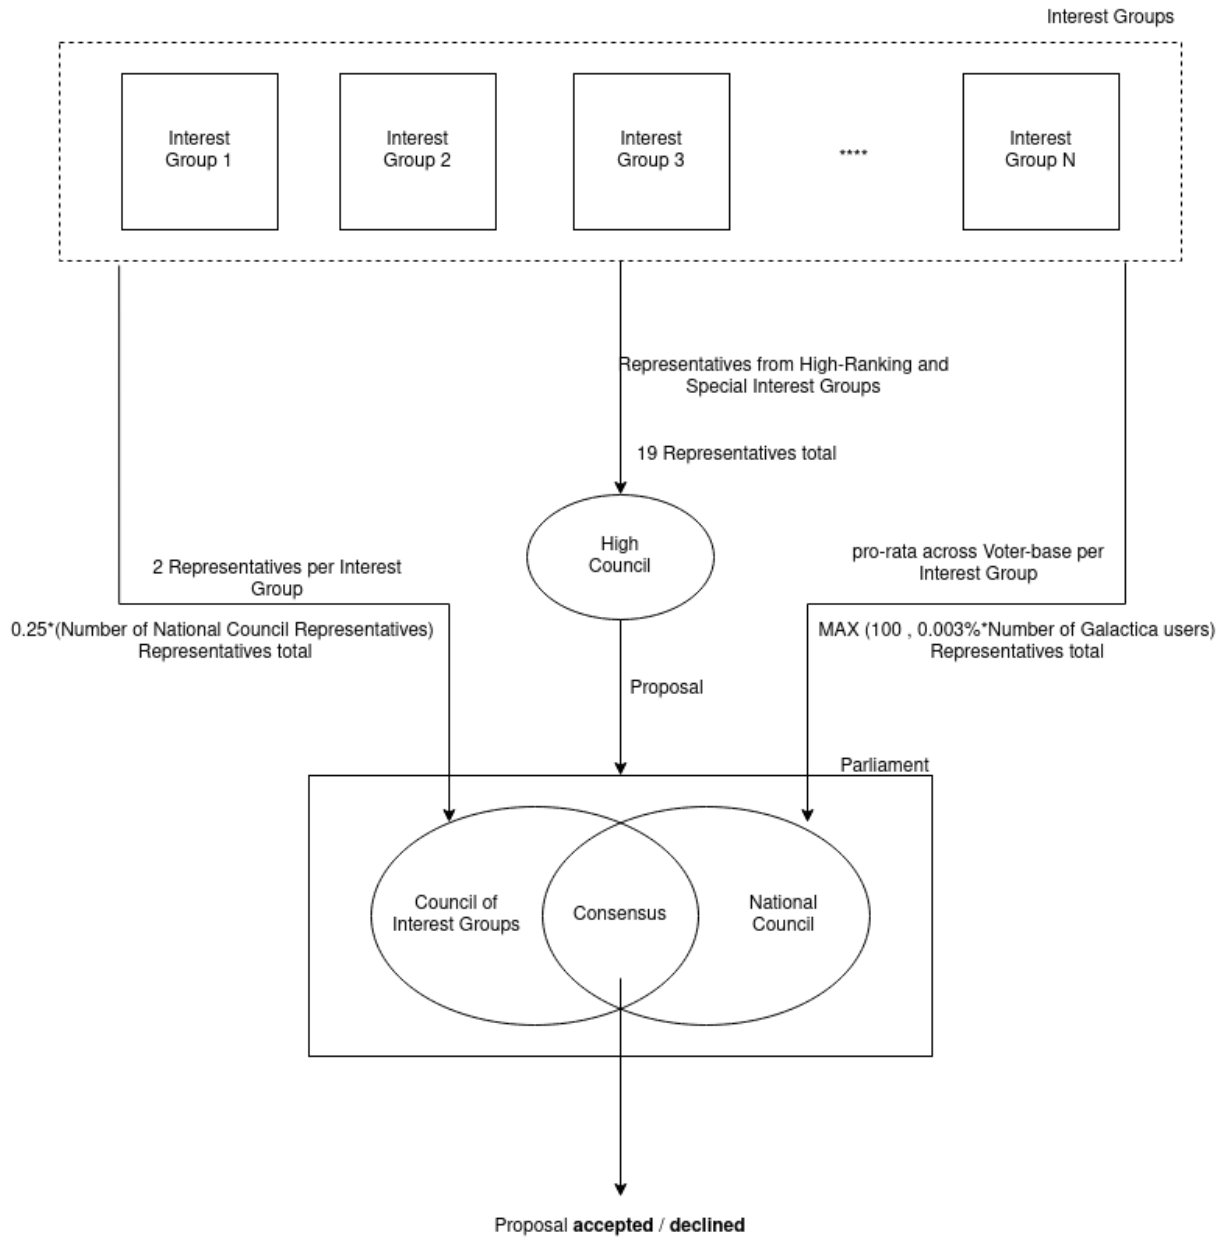 Interest Groups
Interest
Group 1
Interest
Group 2
Interest
Group 3
****
Interest
Group N
Representatives from High-Ranking and
Special Interest Groups
19 Representatives total
High
Council
2 Representatives per Interest
Group
0.25*(Number of National Council Representatives)
Representatives total
pro-rata across Voter-base per
Interest Group
MAX (100 , 0.003%*Number of Galactica users)
Representatives total
Proposal
Parliament
Council of
Interest Groups
Consensus
National
Council
Proposal accepted / declined